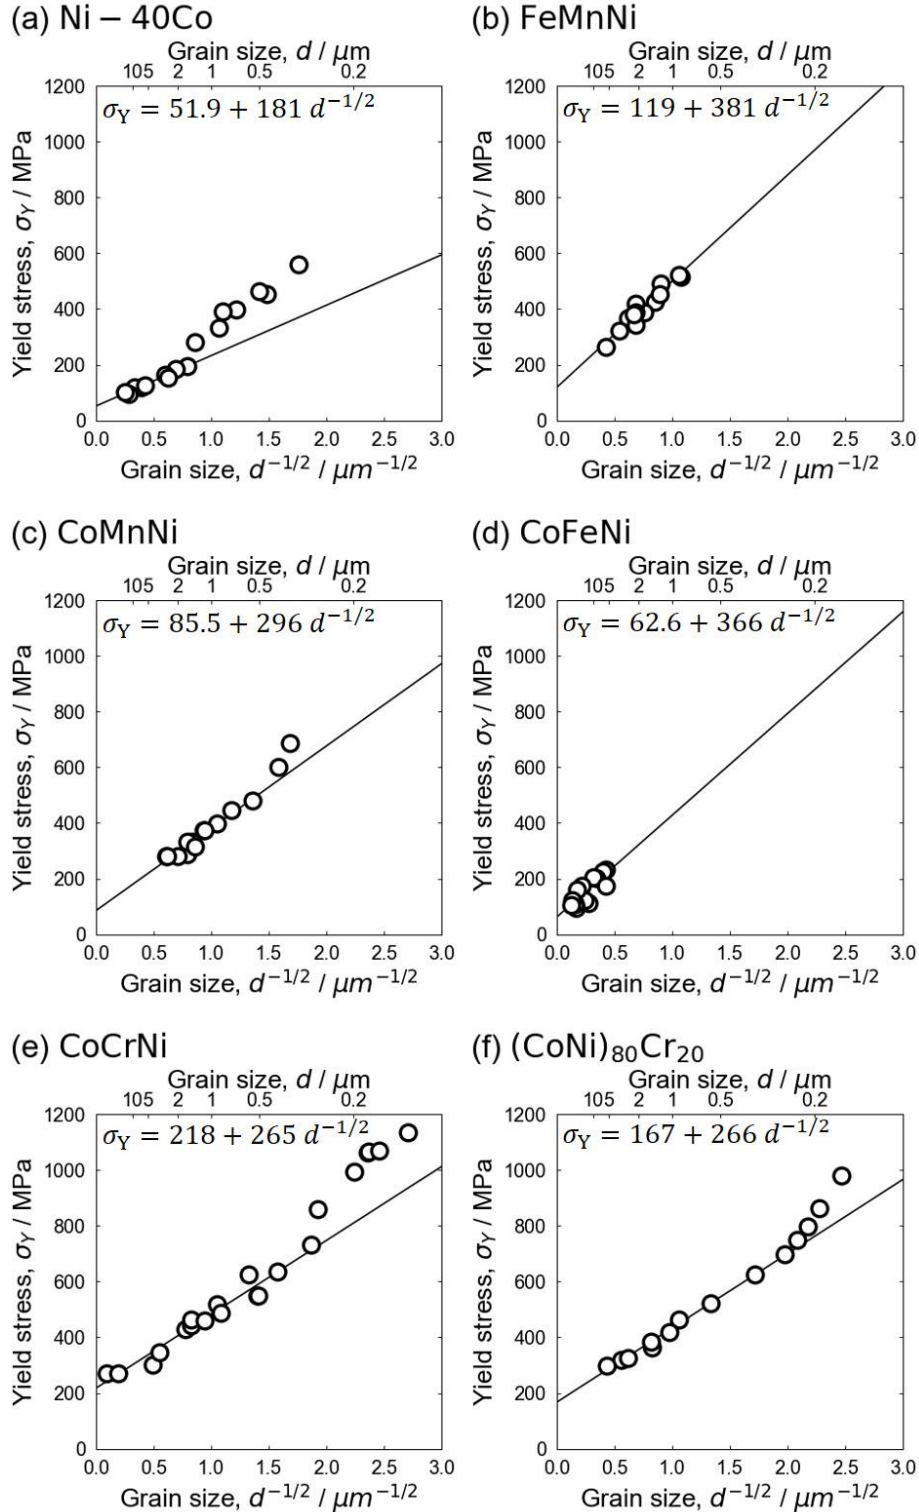 (a) Ni − 40Co
Grain size, d / μm
105 2 1 0.5 0.2
σY = 51.9 + 181 d−1/2
Yield stress, σY / MPa
1200
1000
800
600
400
200
0
0.0 0.5 1.0 1.5 2.0 2.5 3.0
Grain size, d−1/2 / μm−1/2
(b) FeMnNi
Grain size, d / μm
105 2 1 0.5 0.2
σY = 119 + 381 d−1/2
Yield stress, σY / MPa
1200
1000
800
600
400
200
0
0.0 0.5 1.0 1.5 2.0 2.5 3.0
Grain size, d−1/2 / μm−1/2
(c) CoMnNi
Grain size, d / μm
105 2 1 0.5 0.2
σY = 85.5 + 296 d−1/2
Yield stress, σY / MPa
1200
1000
800
600
400
200
0
0.0 0.5 1.0 1.5 2.0 2.5 3.0
Grain size, d−1/2 / μm−1/2
(d) CoFeNi
Grain size, d / μm
105 2 1 0.5 0.2
σY = 62.6 + 366 d−1/2
Yield stress, σY / MPa
1200
1000
800
600
400
200
0
0.0 0.5 1.0 1.5 2.0 2.5 3.0
Grain size, d−1/2 / μm−1/2
(e) CoCrNi
Grain size, d / μm
105 2 1 0.5 0.2
σY = 218 + 265 d−1/2
Yield stress, σY / MPa
1200
1000
800
600
400
200
0
0.0 0.5 1.0 1.5 2.0 2.5 3.0
Grain size, d−1/2 / μm−1/2
(f) (CoNi)80Cr20
Grain size, d / μm
105 2 1 0.5 0.2
σY = 167 + 266 d−1/2
Yield stress, σY / MPa
1200
1000
800
600
400
200
0
0.0 0.5 1.0 1.5 2.0 2.5 3.0
Grain size, d−1/2 / μm−1/2